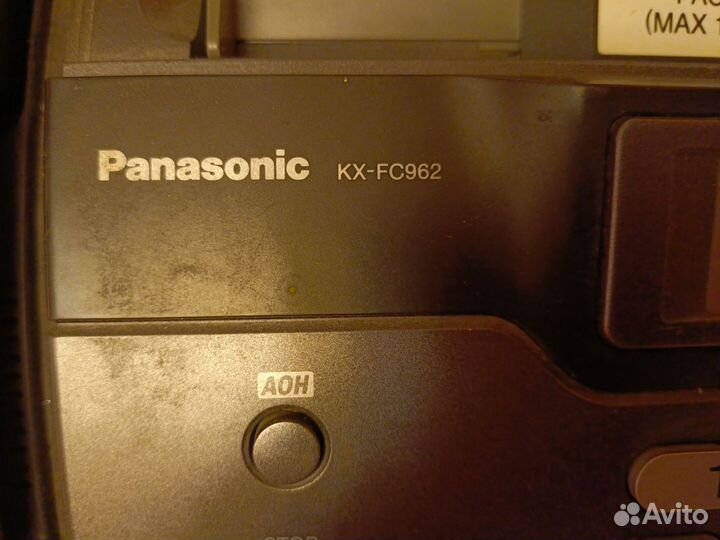 (MAX 1
Panasonic KX-FC962
АОН
Avito